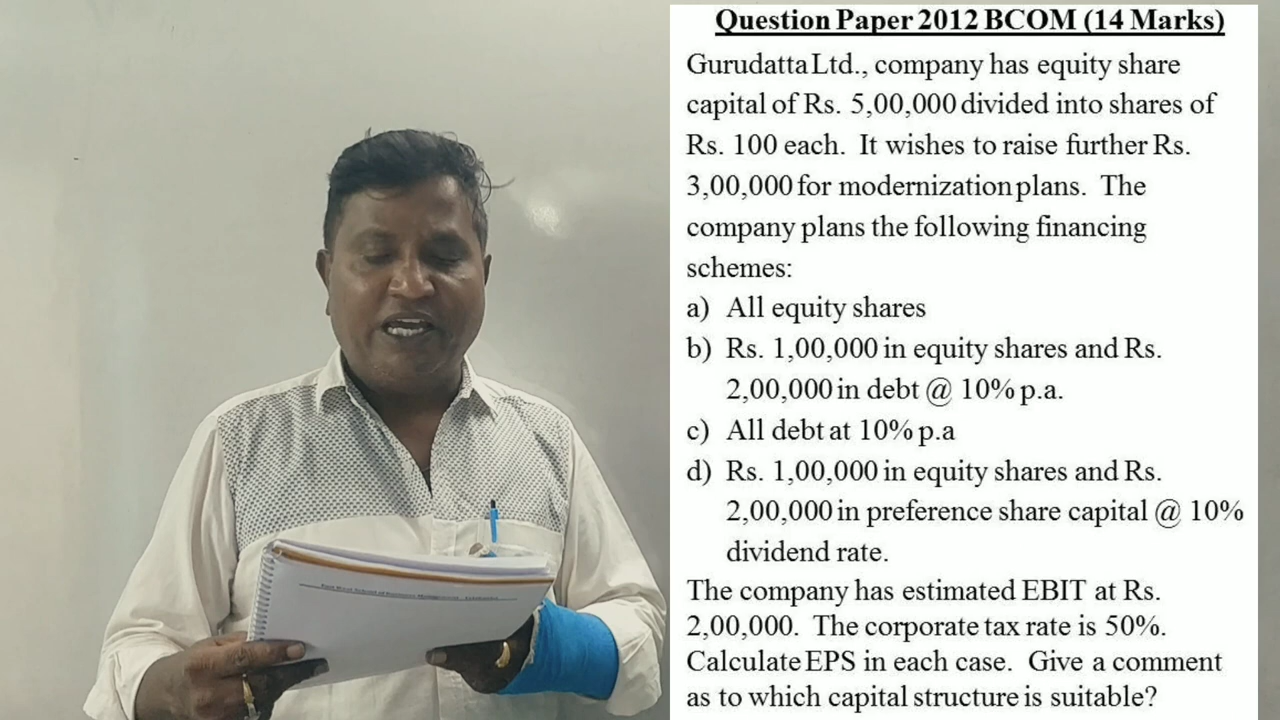 Question Paper 2012 BCOM (14 Marks)
Gurudatta Ltd., company has equity share
capital of Rs. 5,00,000 divided into shares of
Rs. 100 each. It wishes to raise further Rs.
3,00,000 for modernization plans. The
company plans the following financing
schemes:
a) All equity shares
b) Rs. 1,00,000 in equity shares and Rs.
2,00,000 in debt @ 10% p.a.
c) All debt at 10% p.a
d) Rs. 1,00,000 in equity shares and Rs.
2,00,000 in preference share capital @ 10%
dividend rate.
The company has estimated EBIT at Rs.
2,00,000. The corporate tax rate is 50%.
Calculate EPS in each case. Give a comment
as to which capital structure is suitable?